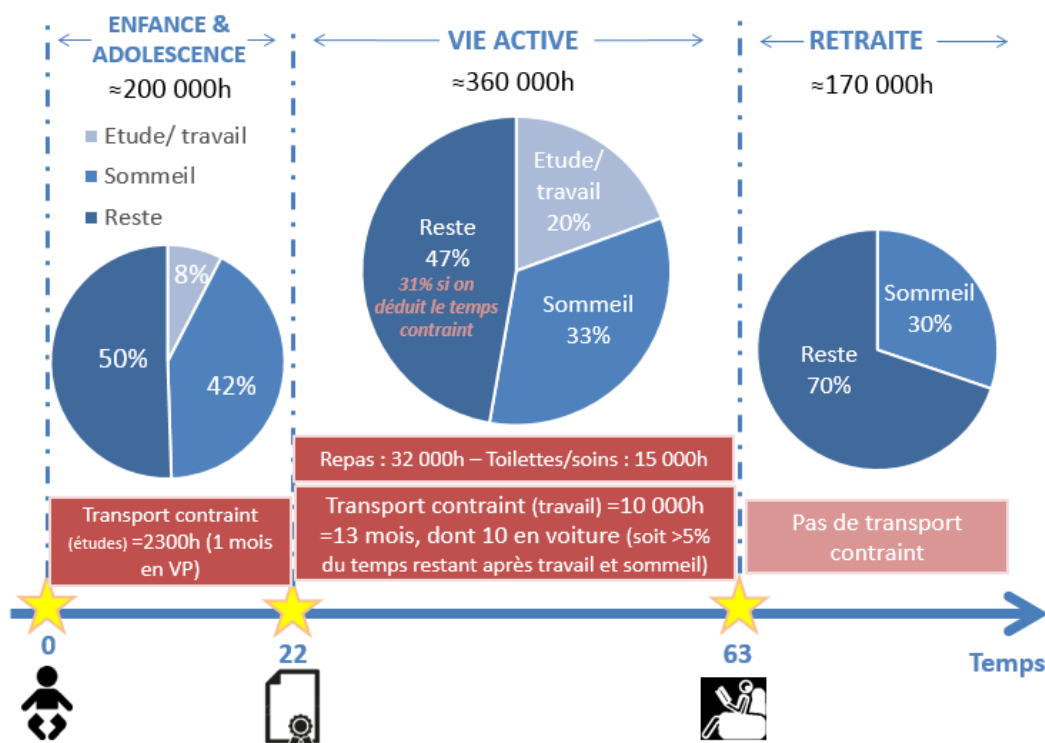 ENFANCE &
ADOLESCENCE
≈200 000h
Etude/ travail
Sommeil
Reste
8%
42%
50%
Transport contraint
(études) =2300h (1 mois
en VP)
VIE ACTIVE
≈360 000h
Etude/
travail
20%
Sommeil
33%
Reste
47%
31% si on
déduit le temps
contraint
Repas : 32 000h – Toilettes/soins : 15 000h
Transport contraint (travail) =10 000h
=13 mois, dont 10 en voiture (soit >5%
du temps restant après travail et sommeil)
RETRAITE
≈170 000h
Sommeil
30%
Reste
70%
Pas de transport
contraint
0
22
63
Temps